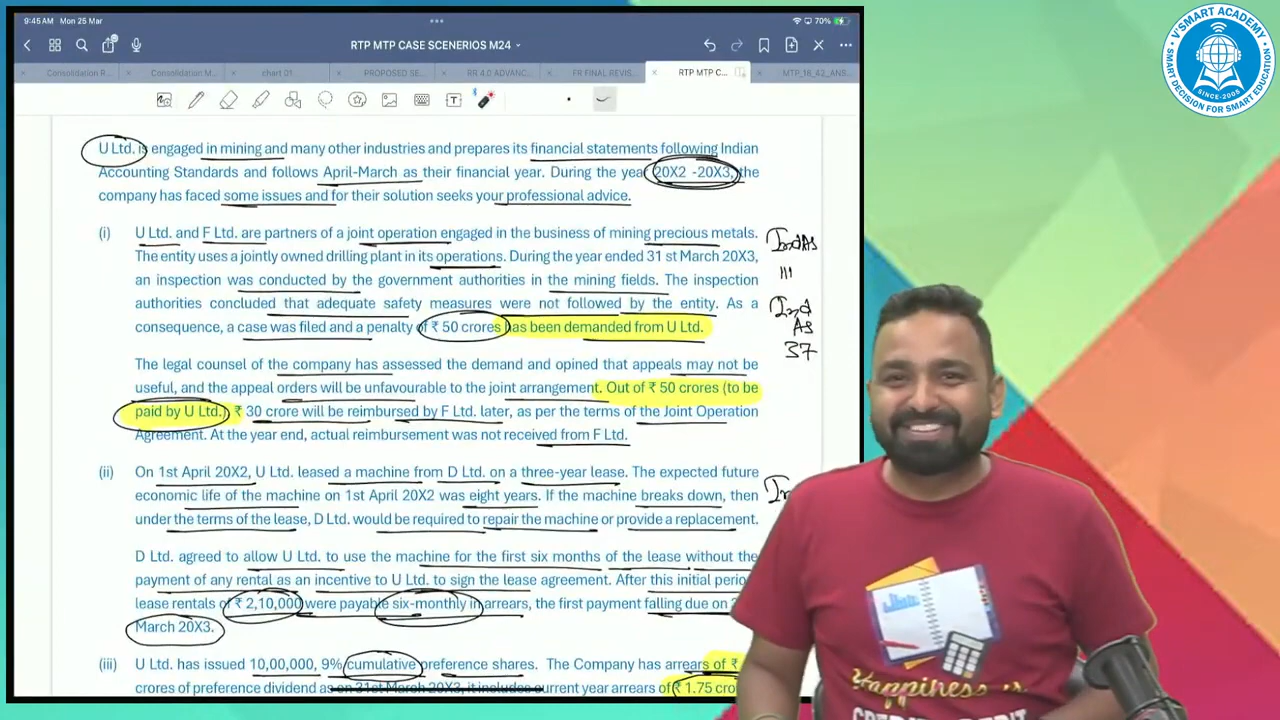 9:45 AM Mon 25 Mar
70%
RTP MTP CASE SCENERIOS M24
Consolidation R...
Consolidation M...
chart 01
PROPOSED SE...
RR 4.0 ADVANC...
FR FINAL REVIS...
RTP MTP C...
MTP_18_42_ANS...
V'SMART ACADEMY
SINCE-2005
SMART DECISION FOR SMART EDUCATION
U Ltd. is engaged in mining and many other industries and prepares its financial statements following Indian
Accounting Standards and follows April-March as their financial year. During the year 20X2 -20X3, the
company has faced some issues and for their solution seeks your professional advice.
(i) U Ltd. and F Ltd. are partners of a joint operation engaged in the business of mining precious metals.
The entity uses a jointly owned drilling plant in its operations. During the year ended 31 st March 20X3,
an inspection was conducted by the government authorities in the mining fields. The inspection
authorities concluded that adequate safety measures were not followed by the entity. As a
consequence, a case was filed and a penalty of ₹ 50 crores has been demanded from U Ltd.
Ind AS
111
Ind
AS
37
The legal counsel of the company has assessed the demand and opined that appeals may not be
useful, and the appeal orders will be unfavourable to the joint arrangement. Out of ₹ 50 crores (to be
paid by U Ltd.) ₹ 30 crore will be reimbursed by F Ltd. later, as per the terms of the Joint Operation
Agreement. At the year end, actual reimbursement was not received from F Ltd.
(ii) On 1st April 20X2, U Ltd. leased a machine from D Ltd. on a three-year lease. The expected future
economic life of the machine on 1st April 20X2 was eight years. If the machine breaks down, then
under the terms of the lease, D Ltd. would be required to repair the machine or provide a replacement.
D Ltd. agreed to allow U Ltd. to use the machine for the first six months of the lease without the
payment of any rental as an incentive to U Ltd. to sign the lease agreement. After this initial perio
lease rentals of ₹ 2,10,000 were payable six-monthly in arrears, the first payment falling due on
March 20X3.
(iii) U Ltd. has issued 10,00,000, 9% cumulative preference shares. The Company has arrears of ₹
crores of preference dividend as on 31st March 20X3, it includes current year arrears of ₹ 1.75 cro
Happiness is